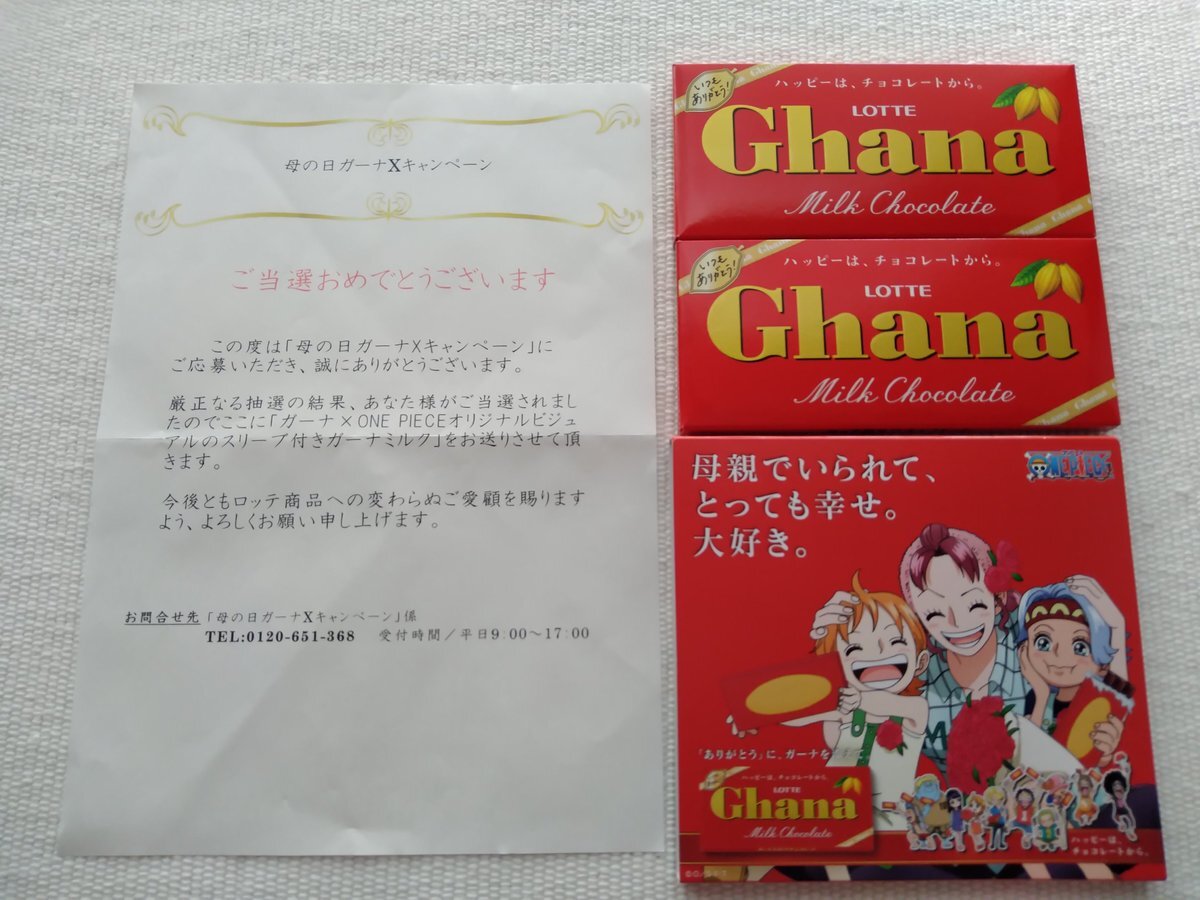 母の日ガーナXキャンペーン
ご当選おめでとうございます
この度は「母の日ガーナXキャンペーン」に
ご応募いただき、誠にありがとうございます。
厳正なる抽選の結果、あなた様がご当選されまし
たのでここに「ガーナ×ONE PIECEオリジナルビジュ
アルのスリーブ付きガーナミルク」をお送りさせて頂
きます。
今後ともロッテ商品への変わらぬご愛顧を賜ります
よう、よろしくお願い申し上げます。
お問合せ先「母の日ガーナXキャンペーン」係
TEL:0120-651-368 受付時間/平日9:00~17:00
いつも
ありがとう!
ハッピーは、チョコレートから。
LOTTE
Ghana
Milk Chocolate
Ghana
いつも
ありがとう!
ハッピーは、チョコレートから。
LOTTE
Ghana
Milk Chocolate
Ghana
母親でいられて、
とっても幸せ。
大好き。
ONE PIECE
「ありがとう」に、ガーナを
ハッピーは、チョコレートから。
LOTTE
Ghana
Milk Chocolate
ハッピーは、
チョコレートから。